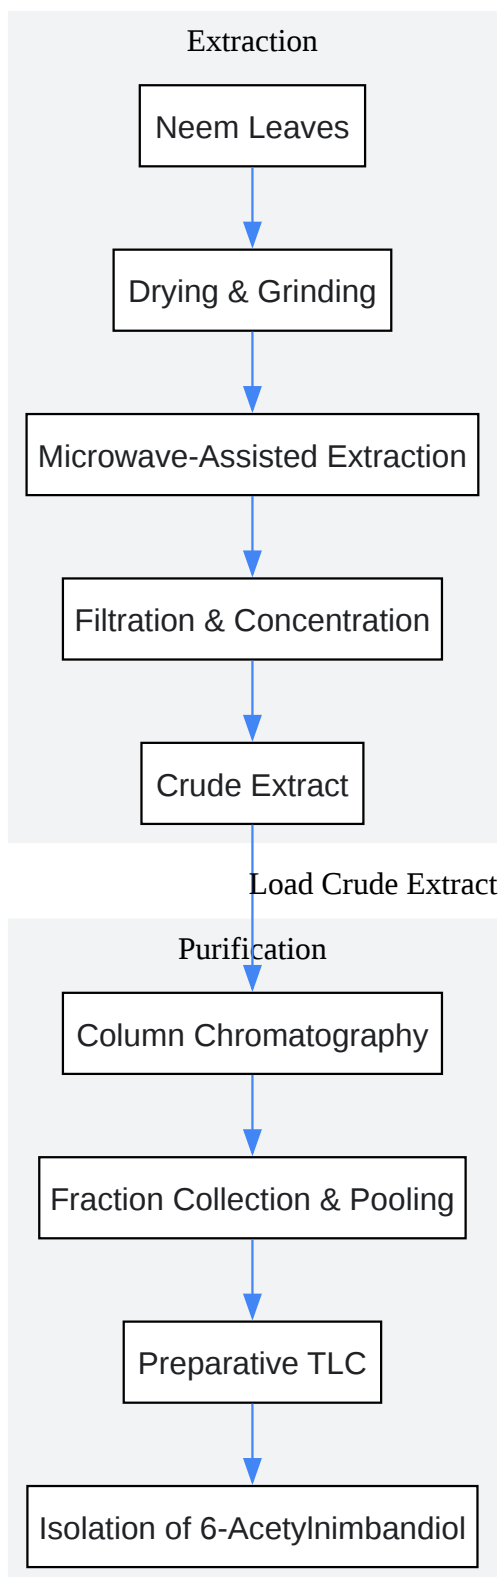 Extraction
Neem Leaves
Drying & Grinding
Microwave-Assisted Extraction
Filtration & Concentration
Crude Extract
Load Crude Extract
Purification
Column Chromatography
Fraction Collection & Pooling
Preparative TLC
Isolation of 6-Acetylnimbandiol